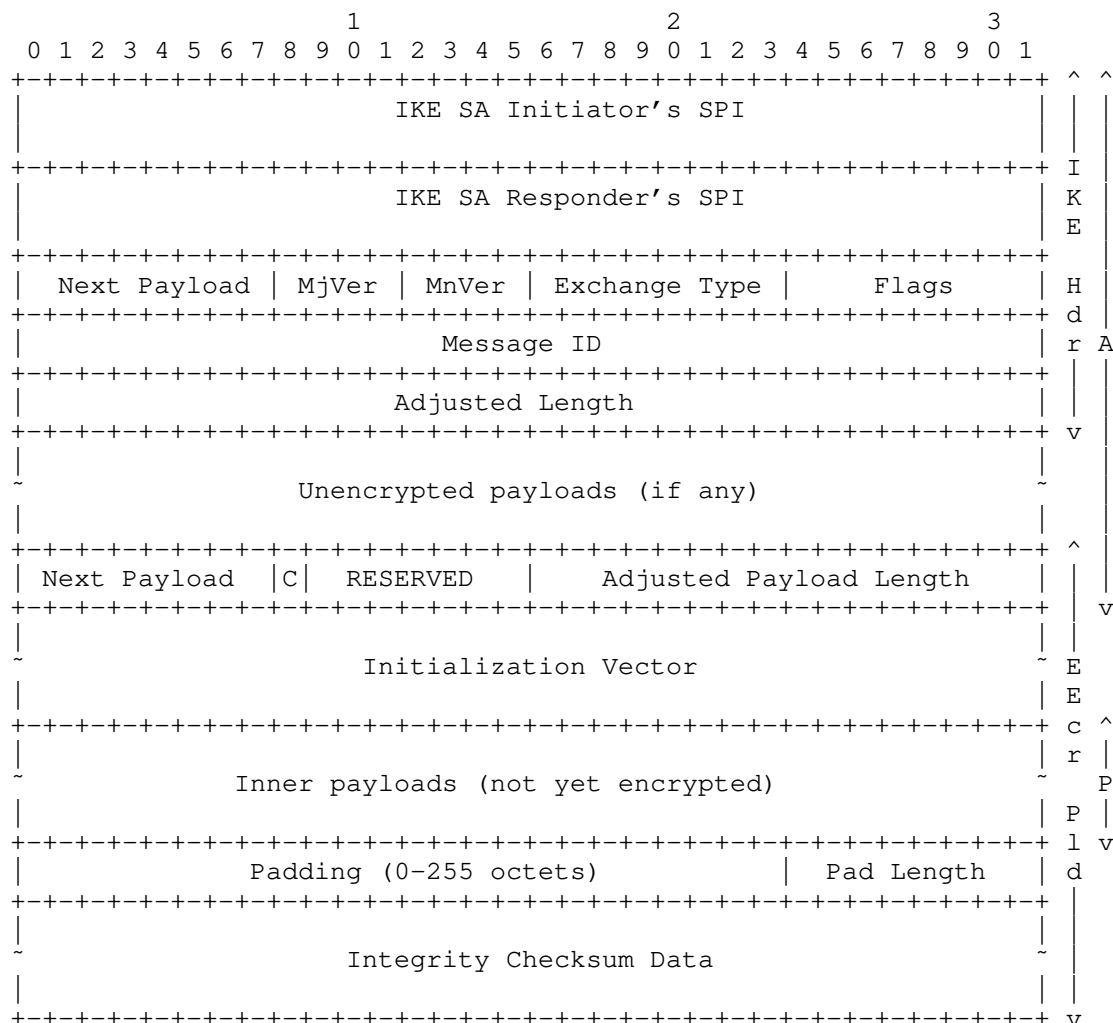 1                   2                   3
 0 1 2 3 4 5 6 7 8 9 0 1 2 3 4 5 6 7 8 9 0 1 2 3 4 5 6 7 8 9 0 1
+-+-+-+-+-+-+-+-+-+-+-+-+-+-+-+-+-+-+-+-+-+-+-+-+-+-+-+-+-+-+-+-+ ^ ^
|                       IKE SA Initiator's SPI                  | | |
|                                                               | | |
+-+-+-+-+-+-+-+-+-+-+-+-+-+-+-+-+-+-+-+-+-+-+-+-+-+-+-+-+-+-+-+-+ I |
|                       IKE SA Responder's SPI                  | K |
|                                                               | E |
+-+-+-+-+-+-+-+-+-+-+-+-+-+-+-+-+-+-+-+-+-+-+-+-+-+-+-+-+-+-+-+-+   |
|  Next Payload | MjVer | MnVer | Exchange Type |     Flags     | H |
+-+-+-+-+-+-+-+-+-+-+-+-+-+-+-+-+-+-+-+-+-+-+-+-+-+-+-+-+-+-+-+-+ d |
|                          Message ID                           | r A
+-+-+-+-+-+-+-+-+-+-+-+-+-+-+-+-+-+-+-+-+-+-+-+-+-+-+-+-+-+-+-+-+ | |
|                       Adjusted Length                         | | |
+-+-+-+-+-+-+-+-+-+-+-+-+-+-+-+-+-+-+-+-+-+-+-+-+-+-+-+-+-+-+-+-+ v |
|                                                               |   |
~                 Unencrypted payloads (if any)                 ~   |
|                                                               |   |
+-+-+-+-+-+-+-+-+-+-+-+-+-+-+-+-+-+-+-+-+-+-+-+-+-+-+-+-+-+-+-+-+ ^ |
| Next Payload  |C|  RESERVED   |    Adjusted Payload Length    | | |
+-+-+-+-+-+-+-+-+-+-+-+-+-+-+-+-+-+-+-+-+-+-+-+-+-+-+-+-+-+-+-+-+ | v
|                                                               | |
~                     Initialization Vector                     ~ E
|                                                               | E
+-+-+-+-+-+-+-+-+-+-+-+-+-+-+-+-+-+-+-+-+-+-+-+-+-+-+-+-+-+-+-+-+ c ^
|                                                               | r |
~             Inner payloads (not yet encrypted)                ~   P
|                                                               | P |
+-+-+-+-+-+-+-+-+-+-+-+-+-+-+-+-+-+-+-+-+-+-+-+-+-+-+-+-+-+-+-+-+ l v
|              Padding (0-255 octets)           |  Pad Length   | d
+-+-+-+-+-+-+-+-+-+-+-+-+-+-+-+-+-+-+-+-+-+-+-+-+-+-+-+-+-+-+-+-+ |
|                                                               | |
~                    Integrity Checksum Data                    ~ |
|                                                               | |
+-+-+-+-+-+-+-+-+-+-+-+-+-+-+-+-+-+-+-+-+-+-+-+-+-+-+-+-+-+-+-+-+ v